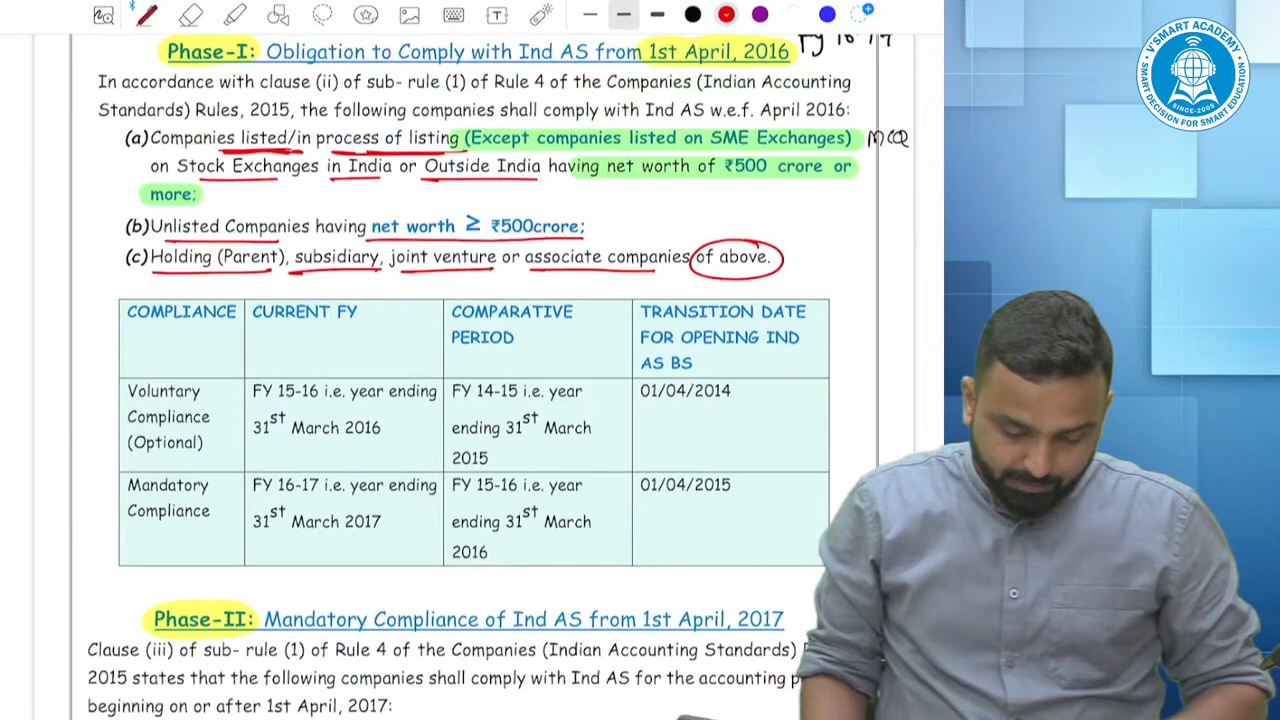 Phase-I: Obligation to Comply with Ind AS from 1st April, 2016
In accordance with clause (ii) of sub- rule (1) of Rule 4 of the Companies (Indian Accounting
Standards) Rules, 2015, the following companies shall comply with Ind AS w.e.f. April 2016:
(a)Companies listed/in process of listing (Except companies listed on SME Exchanges) MCQ
on Stock Exchanges in India or Outside India having net worth of ₹500 crore or
more;
(b)Unlisted Companies having net worth ≥ ₹500crore;
(c)Holding (Parent), subsidiary, joint venture or associate companies of above.
COMPLIANCE CURRENT FY COMPARATIVE PERIOD TRANSITION DATE FOR OPENING IND AS BS
Voluntary Compliance (Optional) FY 15-16 i.e. year ending 31st March 2016 FY 14-15 i.e. year ending 31st March 2015 01/04/2014
Mandatory Compliance FY 16-17 i.e. year ending 31st March 2017 FY 15-16 i.e. year ending 31st March 2016 01/04/2015
Phase-II: Mandatory Compliance of Ind AS from 1st April, 2017
Clause (iii) of sub- rule (1) of Rule 4 of the Companies (Indian Accounting Standards)
2015 states that the following companies shall comply with Ind AS for the accounting
beginning on or after 1st April, 2017:
V'SMART ACADEMY
SMART DECISION FOR SMART EDUCATION
SINCE-2005